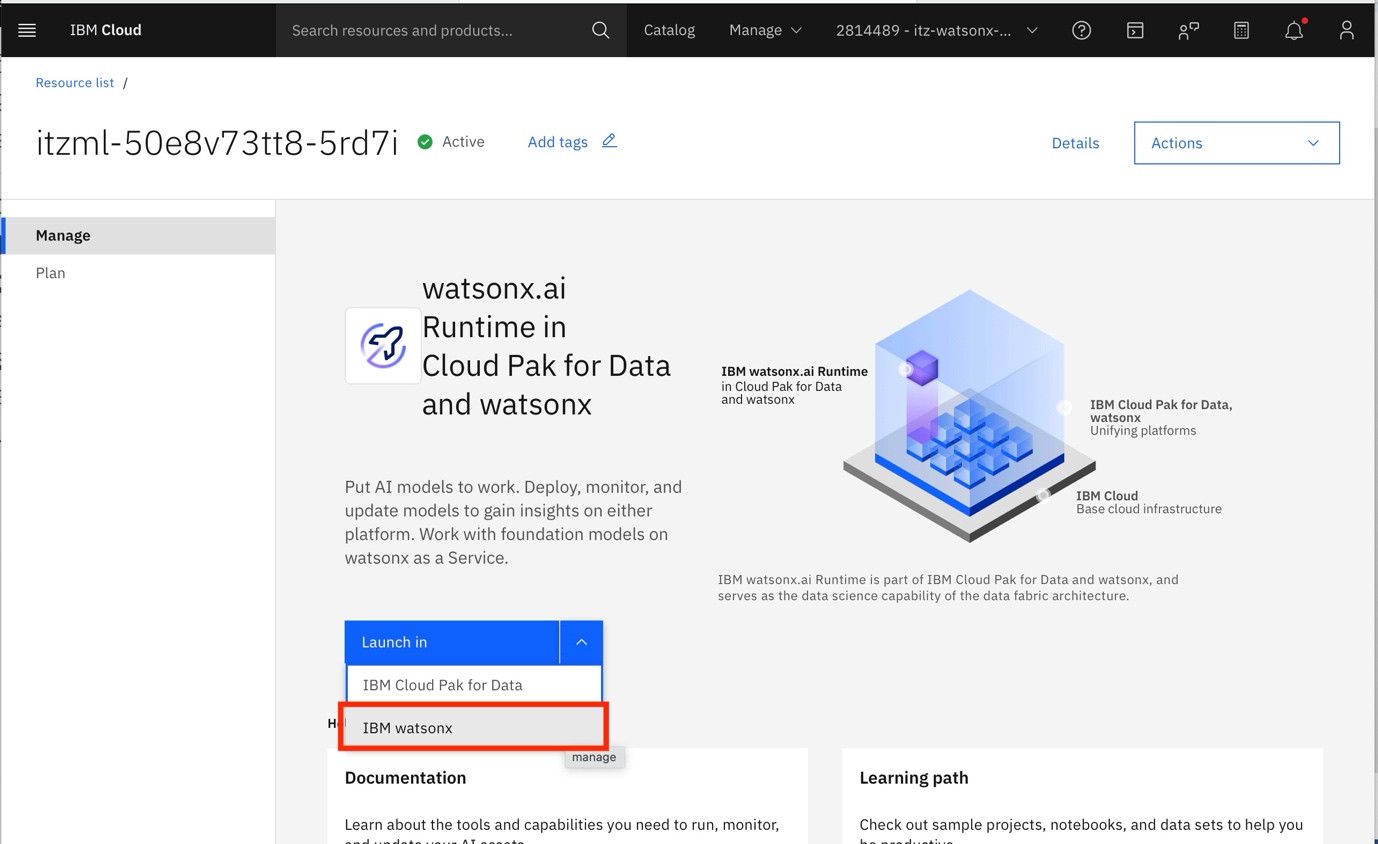 IBM Cloud
Search resources and products...
Catalog
Manage
2814489 - itz-watsonx-...
Resource list /
itzml-50e8v73tt8-5rd7i
Active
Add tags
Details
Actions
Manage
Plan
watsonx.ai
Runtime in
Cloud Pak for Data
and watsonx
Put AI models to work. Deploy, monitor, and
update models to gain insights on either
platform. Work with foundation models on
watsonx as a Service.
IBM watsonx.ai Runtime
in Cloud Pak for Data
and watsonx
IBM Cloud Pak for Data,
watsonx
Unifying platforms
IBM Cloud
Base cloud infrastructure
IBM watsonx.ai Runtime is part of IBM Cloud Pak for Data and watsonx, and
serves as the data science capability of the data fabric architecture.
Launch in
IBM Cloud Pak for Data
IBM watsonx
manage
Documentation
Learn about the tools and capabilities you need to run, monitor,
and update your AI assets.
Learning path
Check out sample projects, notebooks, and data sets to help you
be productive.